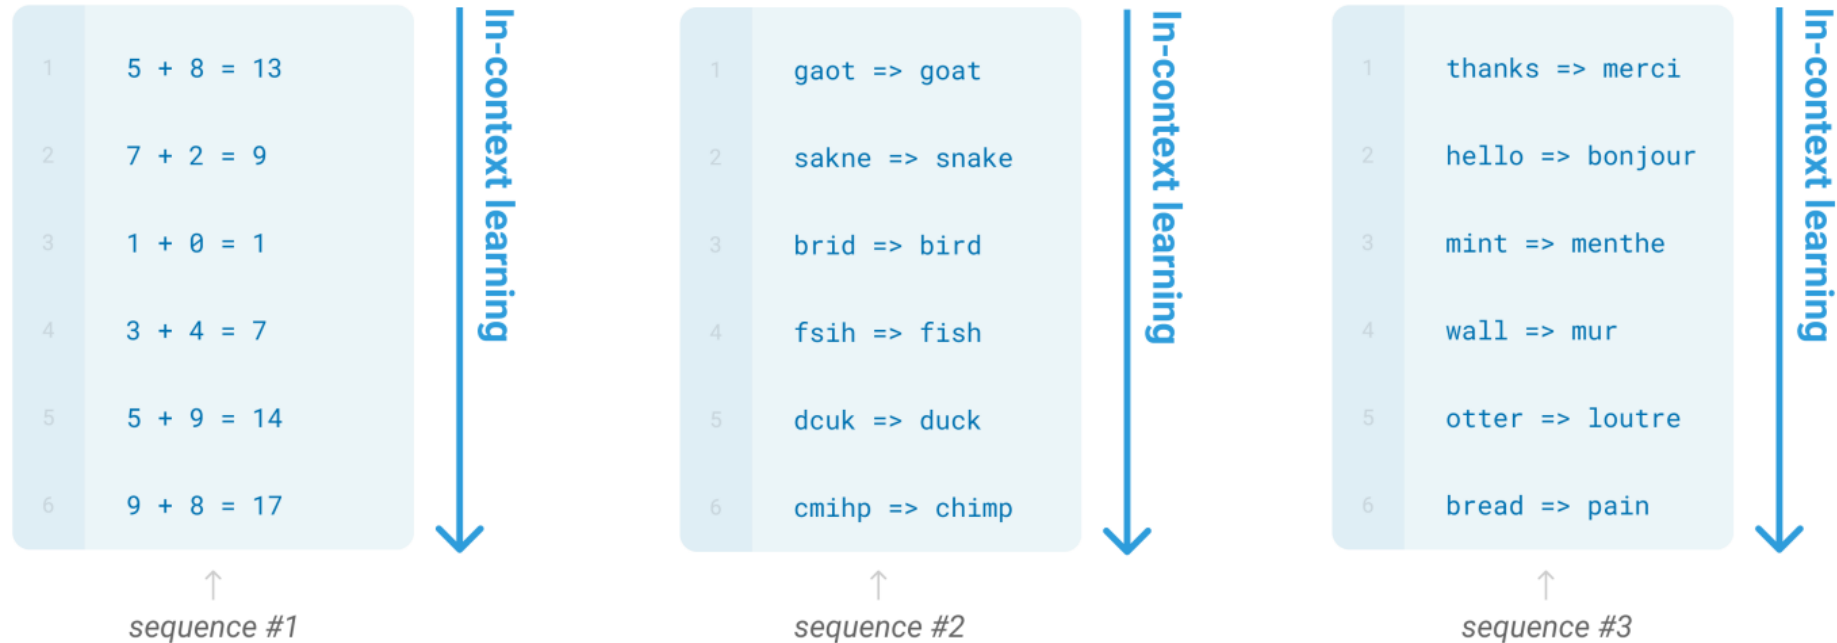 1 5 + 8 = 13
2 7 + 2 = 9
3 1 + 0 = 1
4 3 + 4 = 7
5 5 + 9 = 14
6 9 + 8 = 17
In-context learning
sequence #1
1 gaot => goat
2 sakne => snake
3 brid => bird
4 fsih => fish
5 dcuk => duck
6 cmihp => chimp
In-context learning
sequence #2
1 thanks => merci
2 hello => bonjour
3 mint => menthe
4 wall => mur
5 otter => loutre
6 bread => pain
In-context learning
sequence #3